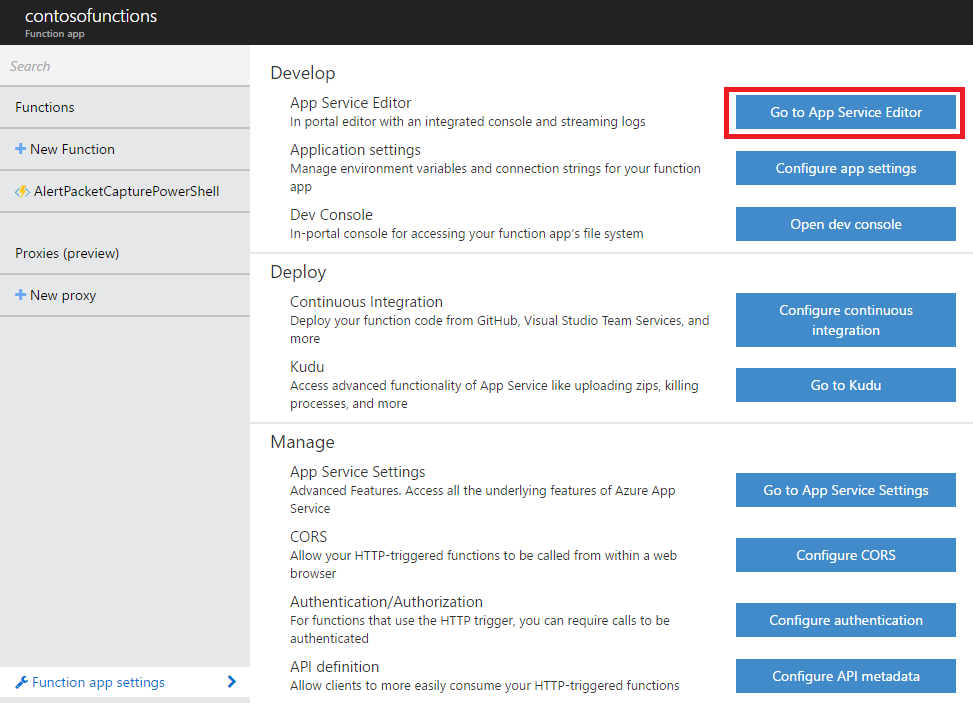 contosofunctions
Function app
Search
Functions
New Function
AlertPacketCapturePowerShell
Proxies (preview)
New proxy
Function app settings
Develop
App Service Editor
In portal editor with an integrated console and streaming logs
Go to App Service Editor
Application settings
Manage environment variables and connection strings for your function
app
Configure app settings
Dev Console
In-portal console for accessing your function app's file system
Open dev console
Deploy
Continuous Integration
Deploy your function code from GitHub, Visual Studio Team Services, and
more
Configure continuous
integration
Kudu
Access advanced functionality of App Service like uploading zips, killing
processes, and more
Go to Kudu
Manage
App Service Settings
Advanced Features. Access all the underlying features of Azure App
Service
Go to App Service Settings
CORS
Allow your HTTP-triggered functions to be called from within a web
browser
Configure CORS
Authentication/Authorization
For functions that use the HTTP trigger, you can require calls to be
authenticated
Configure authentication
API definition
Allow clients to more easily consume your HTTP-triggered functions
Configure API metadata